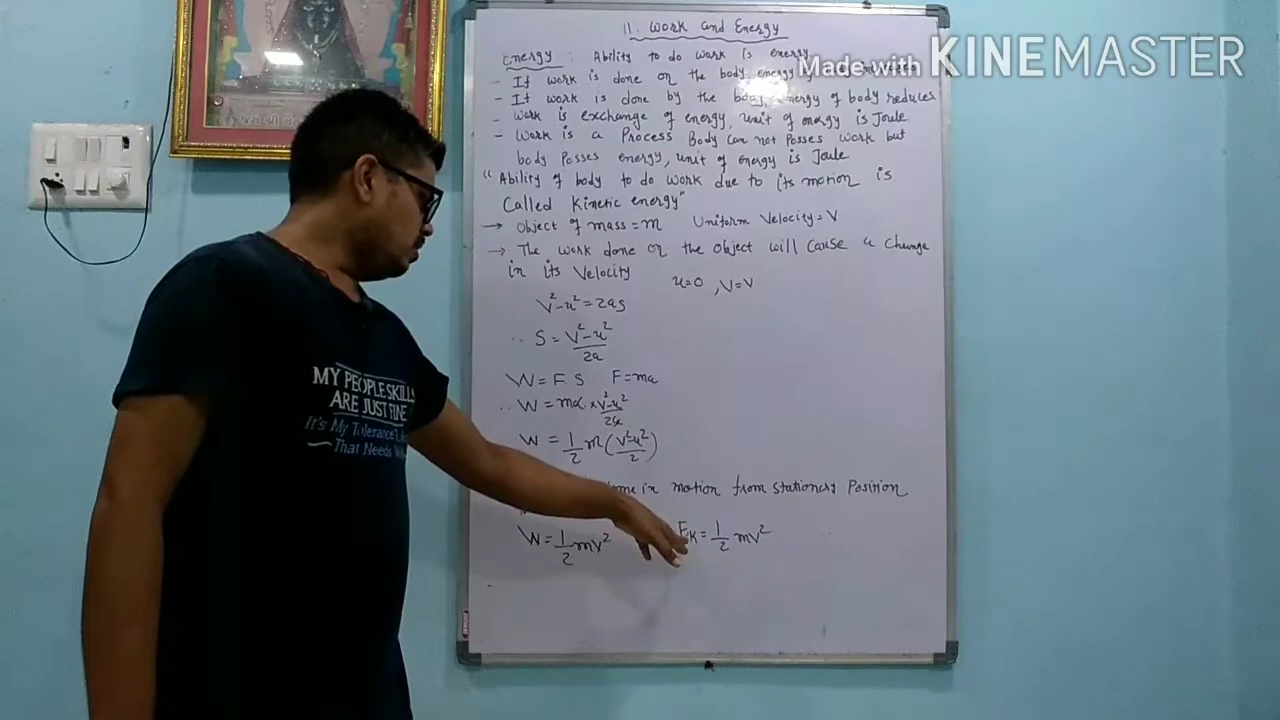 11. Work and Energy
Made with KINEMASTER
Energy : Ability to do work is energy
- If work is done on the body, energy of body
- If work is done by the body, energy of body reduces
- Work is exchange of energy, unit of energy is Joule
- Work is a Process Body can not Posses work but
body Posses energy, unit of energy is Joule
"Ability of body to do work due to its motion is
Called Kinetic energy"
→ Object of mass = m Uniform Velocity = V
→ The work done on the object will cause a change
in its Velocity u=0 , V=V
V²-u²=2as
∴ S = V²-u²/2a
W = F S F=ma
∴ W = ma × V²-u²/2a
W = 1/2 m (V²-u²/2)
in motion from stationery Position
W = 1/2 mv² Ek = 1/2 mv²
MY PEOPLE SKILLS
ARE JUST FINE
It's My Tolerance
That Needs